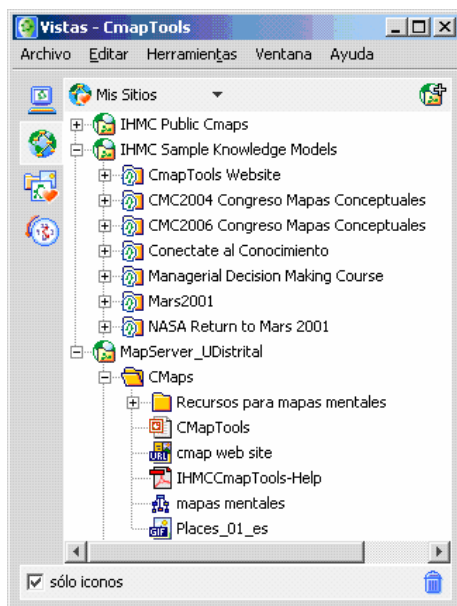 Vistas - CmapTools
Archivo Editar Herramientas Ventana Ayuda
Mis Sitios
IHMC Public Cmaps
IHMC Sample Knowledge Models
CmapTools Website
CMC2004 Congreso Mapas Conceptuales
CMC2006 Congreso Mapas Conceptuales
Conectate al Conocimiento
Managerial Decision Making Course
Mars2001
NASA Return to Mars 2001
MapServer_UDistrital
CMaps
Recursos para mapas mentales
CMapTools
URL cmap web site
IHMCCmapTools-Help
mapas mentales
GIF Places_01_es
sólo iconos